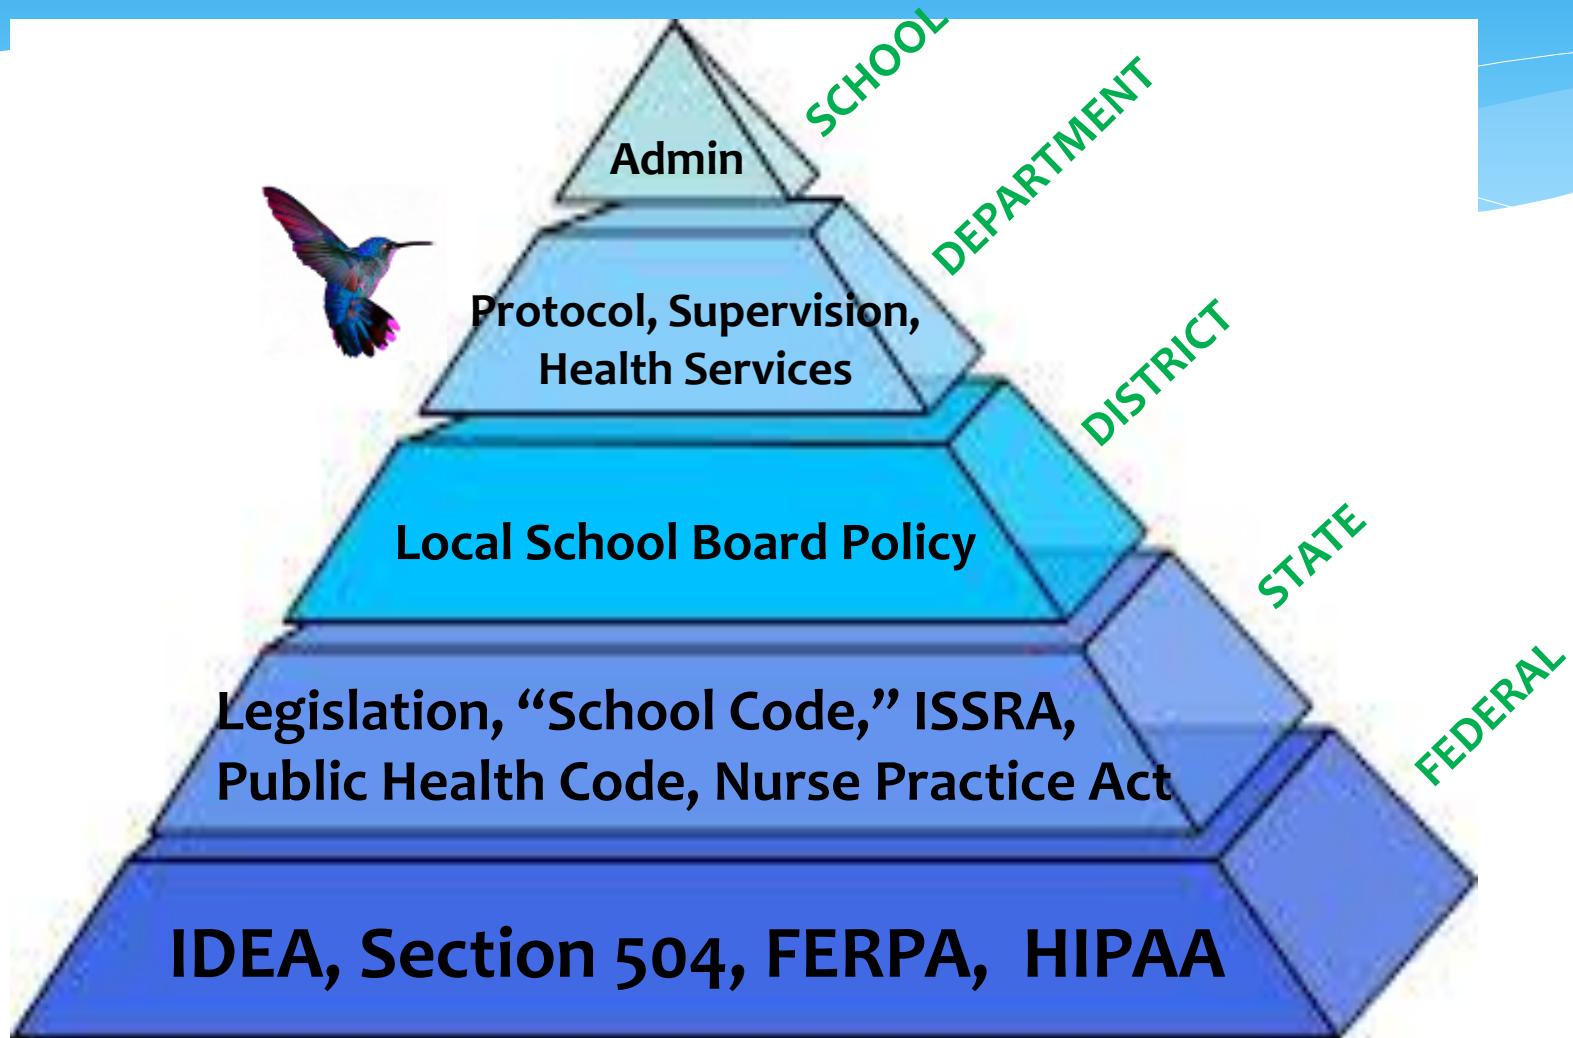 SCHOOL
Admin
DEPARTMENT
Protocol, Supervision,
Health Services
DISTRICT
Local School Board Policy
STATE
Legislation, “School Code,” ISSRA,
Public Health Code, Nurse Practice Act
FEDERAL
IDEA, Section 504, FERPA, HIPAA